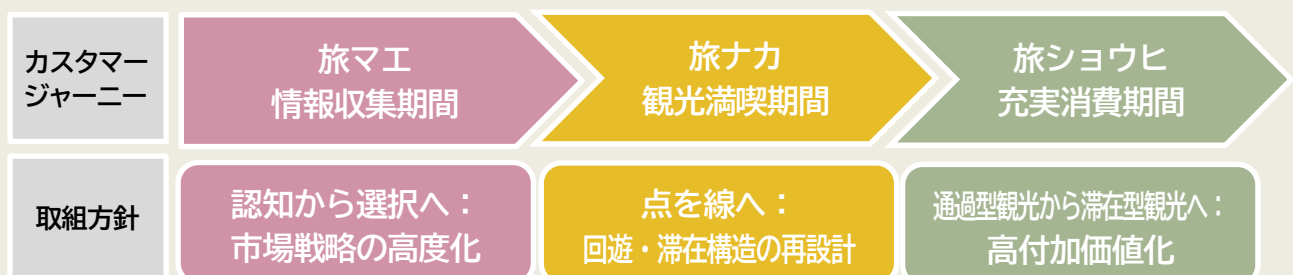 カスタマー
ジャーニー
旅マエ
情報収集期間
旅ナカ
観光満喫期間
旅ショウヒ
充実消費期間
取組方針
認知から選択へ：
市場戦略の高度化
点を線へ：
回遊・滞在構造の再設計
通過型観光から滞在型観光へ：
高付加価値化